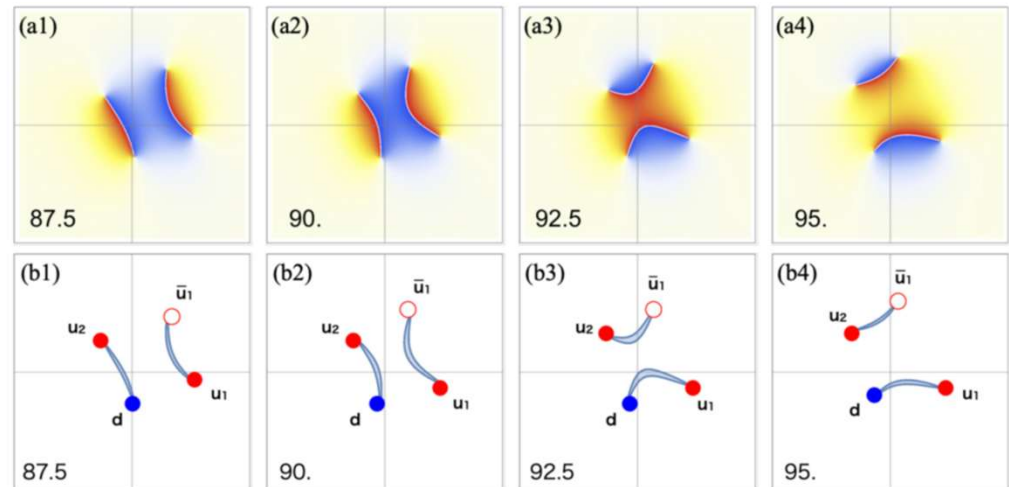 (a1) (a2) (a3) (a4)
87.5 90. 92.5 95.
(b1) (b2) (b3) (b4)
ū₁ ū₁ ū₁ ū₁
u₂ u₂ u₂ u₂
u₁ u₁ u₁ u₁
d d d d
87.5 90. 92.5 95.